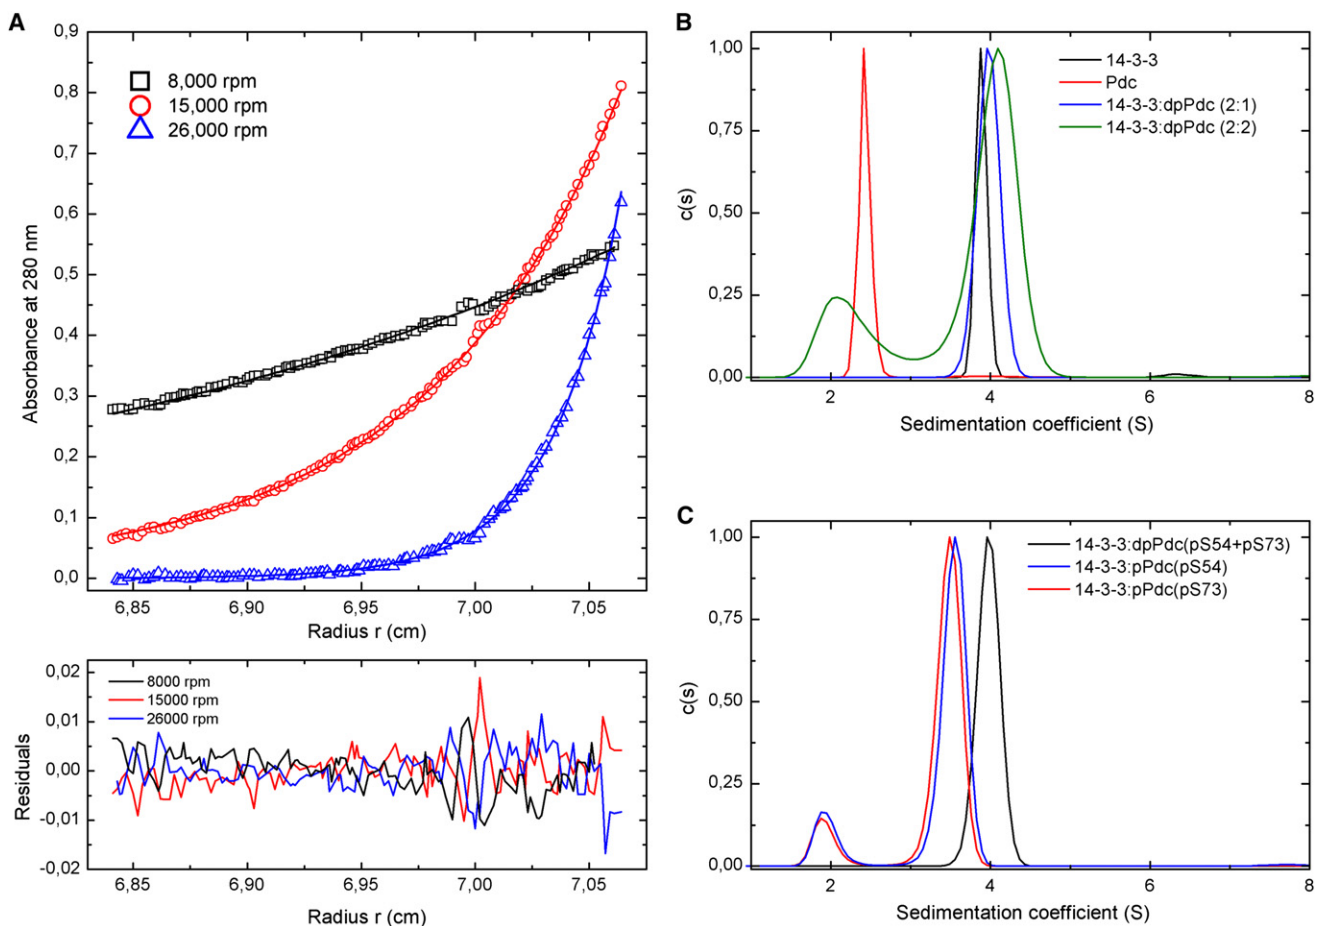 A
0,9
0,8
0,7
0,6
0,5
0,4
0,3
0,2
0,1
0,0
Absorbance at 280 nm
8,000 rpm
15,000 rpm
26,000 rpm
6,85
6,90
6,95
7,00
7,05
Radius r (cm)
0,02
0,01
0,00
-0,01
-0,02
Residuals
8000 rpm
15000 rpm
26000 rpm
6,85
6,90
6,95
7,00
7,05
Radius r (cm)
B
1,00
0,75
0,50
0,25
0,00
c(s)
14-3-3
Pdc
14-3-3:dpPdc (2:1)
14-3-3:dpPdc (2:2)
2
4
6
8
Sedimentation coefficient (S)
C
1,00
0,75
0,50
0,25
0,00
c(s)
14-3-3:dpPdc(pS54+pS73)
14-3-3:pPdc(pS54)
14-3-3:pPdc(pS73)
2
4
6
8
Sedimentation coefficient (S)